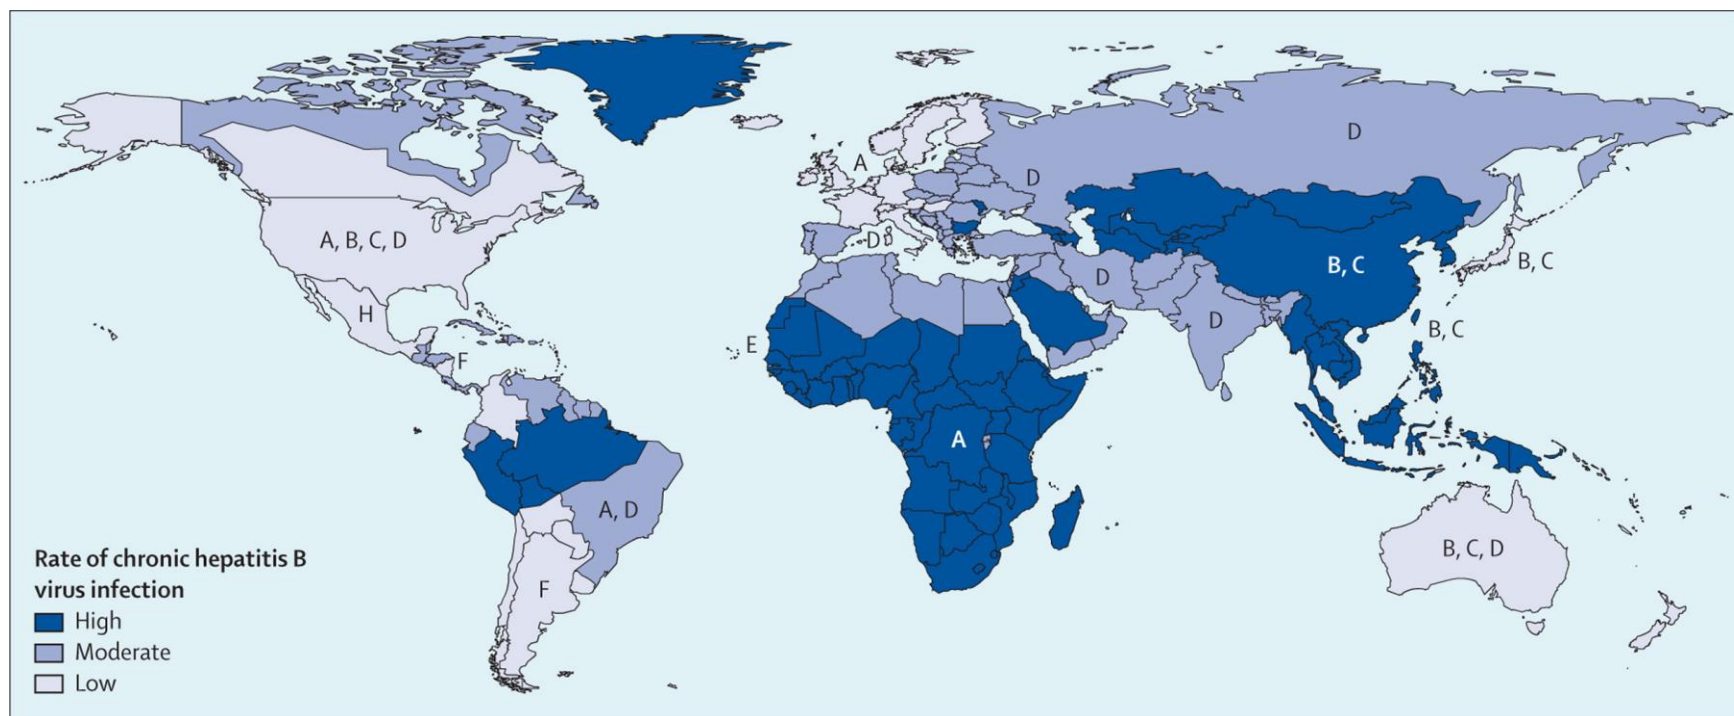 D
A
D
A, B, C, D
D
D
B, C
B, C
H
D
B, C
E
F
A
A, D
B, C, D
F
Rate of chronic hepatitis B
virus infection
High
Moderate
Low